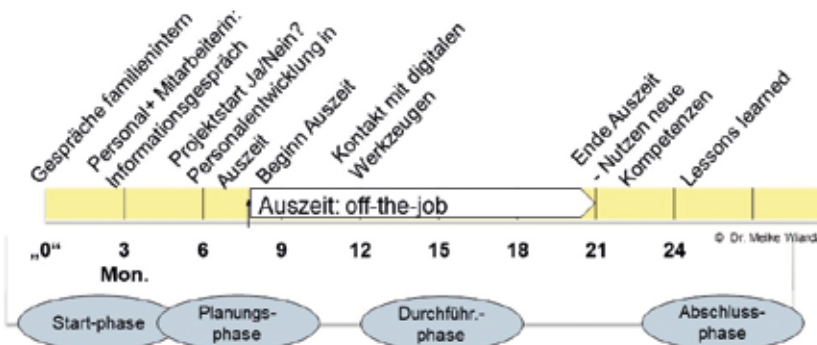 Gespräche familienintern
Personal+ Mitarbeiterin:
Informationsgespräch
Projektstart Ja/Nein?
Personalentwicklung in
Auszeit
Beginn Auszeit
Kontakt mit digitalen
Werkzeugen
Ende Auszeit
- Nutzen neue
Kompetenzen
Lessons learned
Auszeit: off-the-job
„0“ 3 6 9 12 15 18 21 24
Mon.
© Dr. Meike
Start-phase
Planungs-
phase
Durchführ.-
phase
Abschluss-
phase